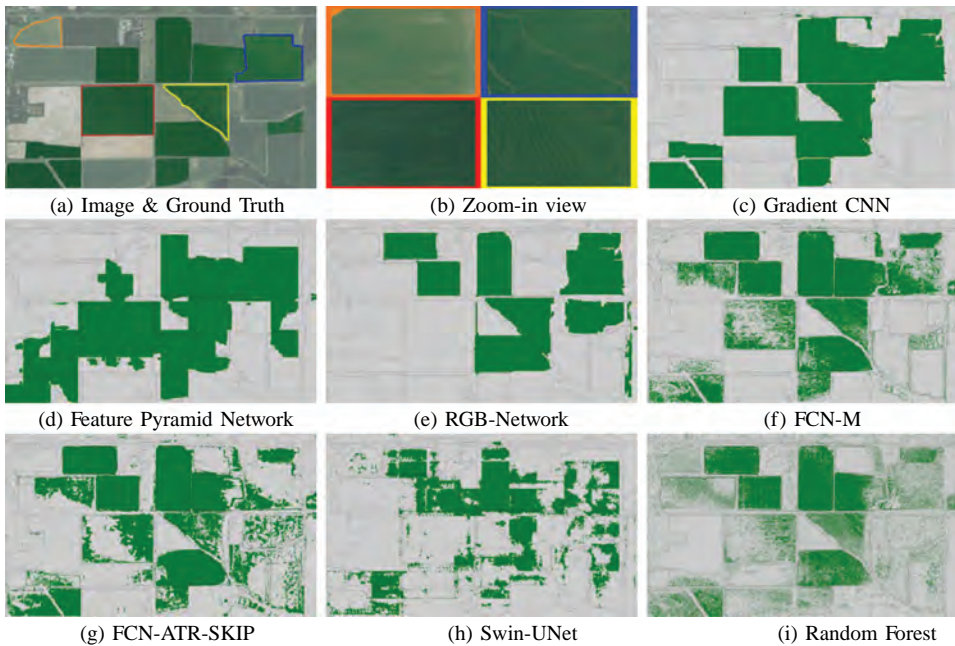 (a) Image & Ground Truth
(b) Zoom-in view
(c) Gradient CNN
(d) Feature Pyramid Network
(e) RGB-Network
(f) FCN-M
(g) FCN-ATR-SKIP
(h) Swin-UNet
(i) Random Forest